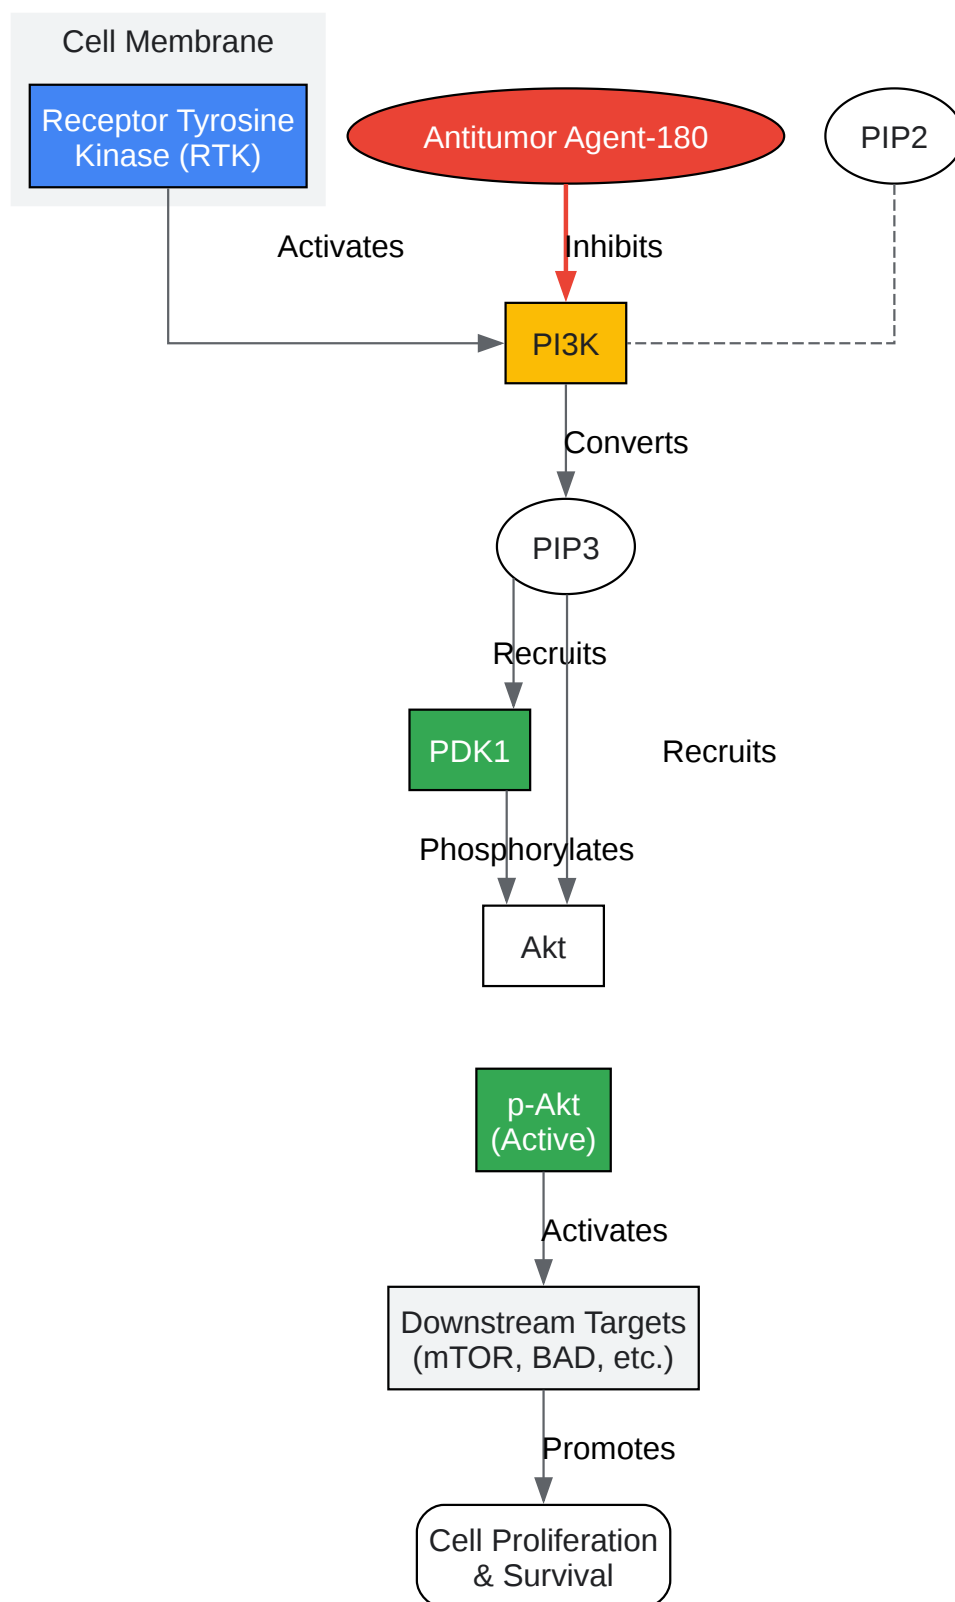 Cell Membrane
Receptor Tyrosine
Kinase (RTK)
Antitumor Agent-180
PIP2
Activates
Inhibits
PI3K
Converts
PIP3
Recruits
PDK1
Recruits
Phosphorylates
Akt
p-Akt
(Active)
Activates
Downstream Targets
(mTOR, BAD, etc.)
Promotes
Cell Proliferation
& Survival